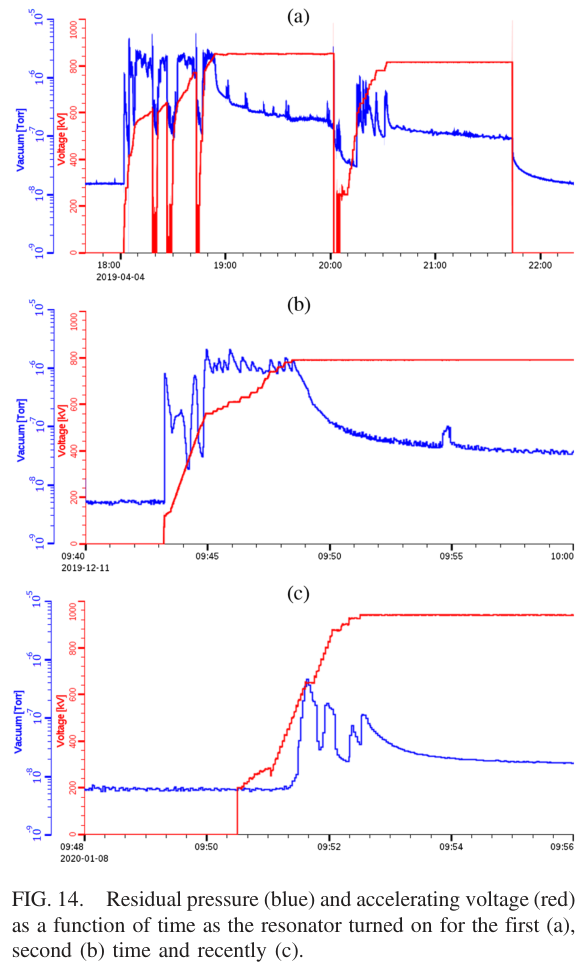 (a)
Vacuum [Torr]
10⁻⁵
10⁻⁶
10⁻⁷
10⁻⁸
10⁻⁹
Voltage [kV]
1000
800
600
400
200
0
18:00 19:00 20:00 21:00 22:00
2019-04-04
(b)
Vacuum [Torr]
10⁻⁵
10⁻⁶
10⁻⁷
10⁻⁸
10⁻⁹
Voltage [kV]
1000
800
600
400
200
0
09:40 09:45 09:50 09:55 10:00
2019-12-11
(c)
Vacuum [Torr]
10⁻⁵
10⁻⁶
10⁻⁷
10⁻⁸
10⁻⁹
Voltage [kV]
1000
800
600
400
200
0
09:48 09:50 09:52 09:54 09:56
2020-01-08
FIG. 14. Residual pressure (blue) and accelerating voltage (red)
as a function of time as the resonator turned on for the first (a),
second (b) time and recently (c).